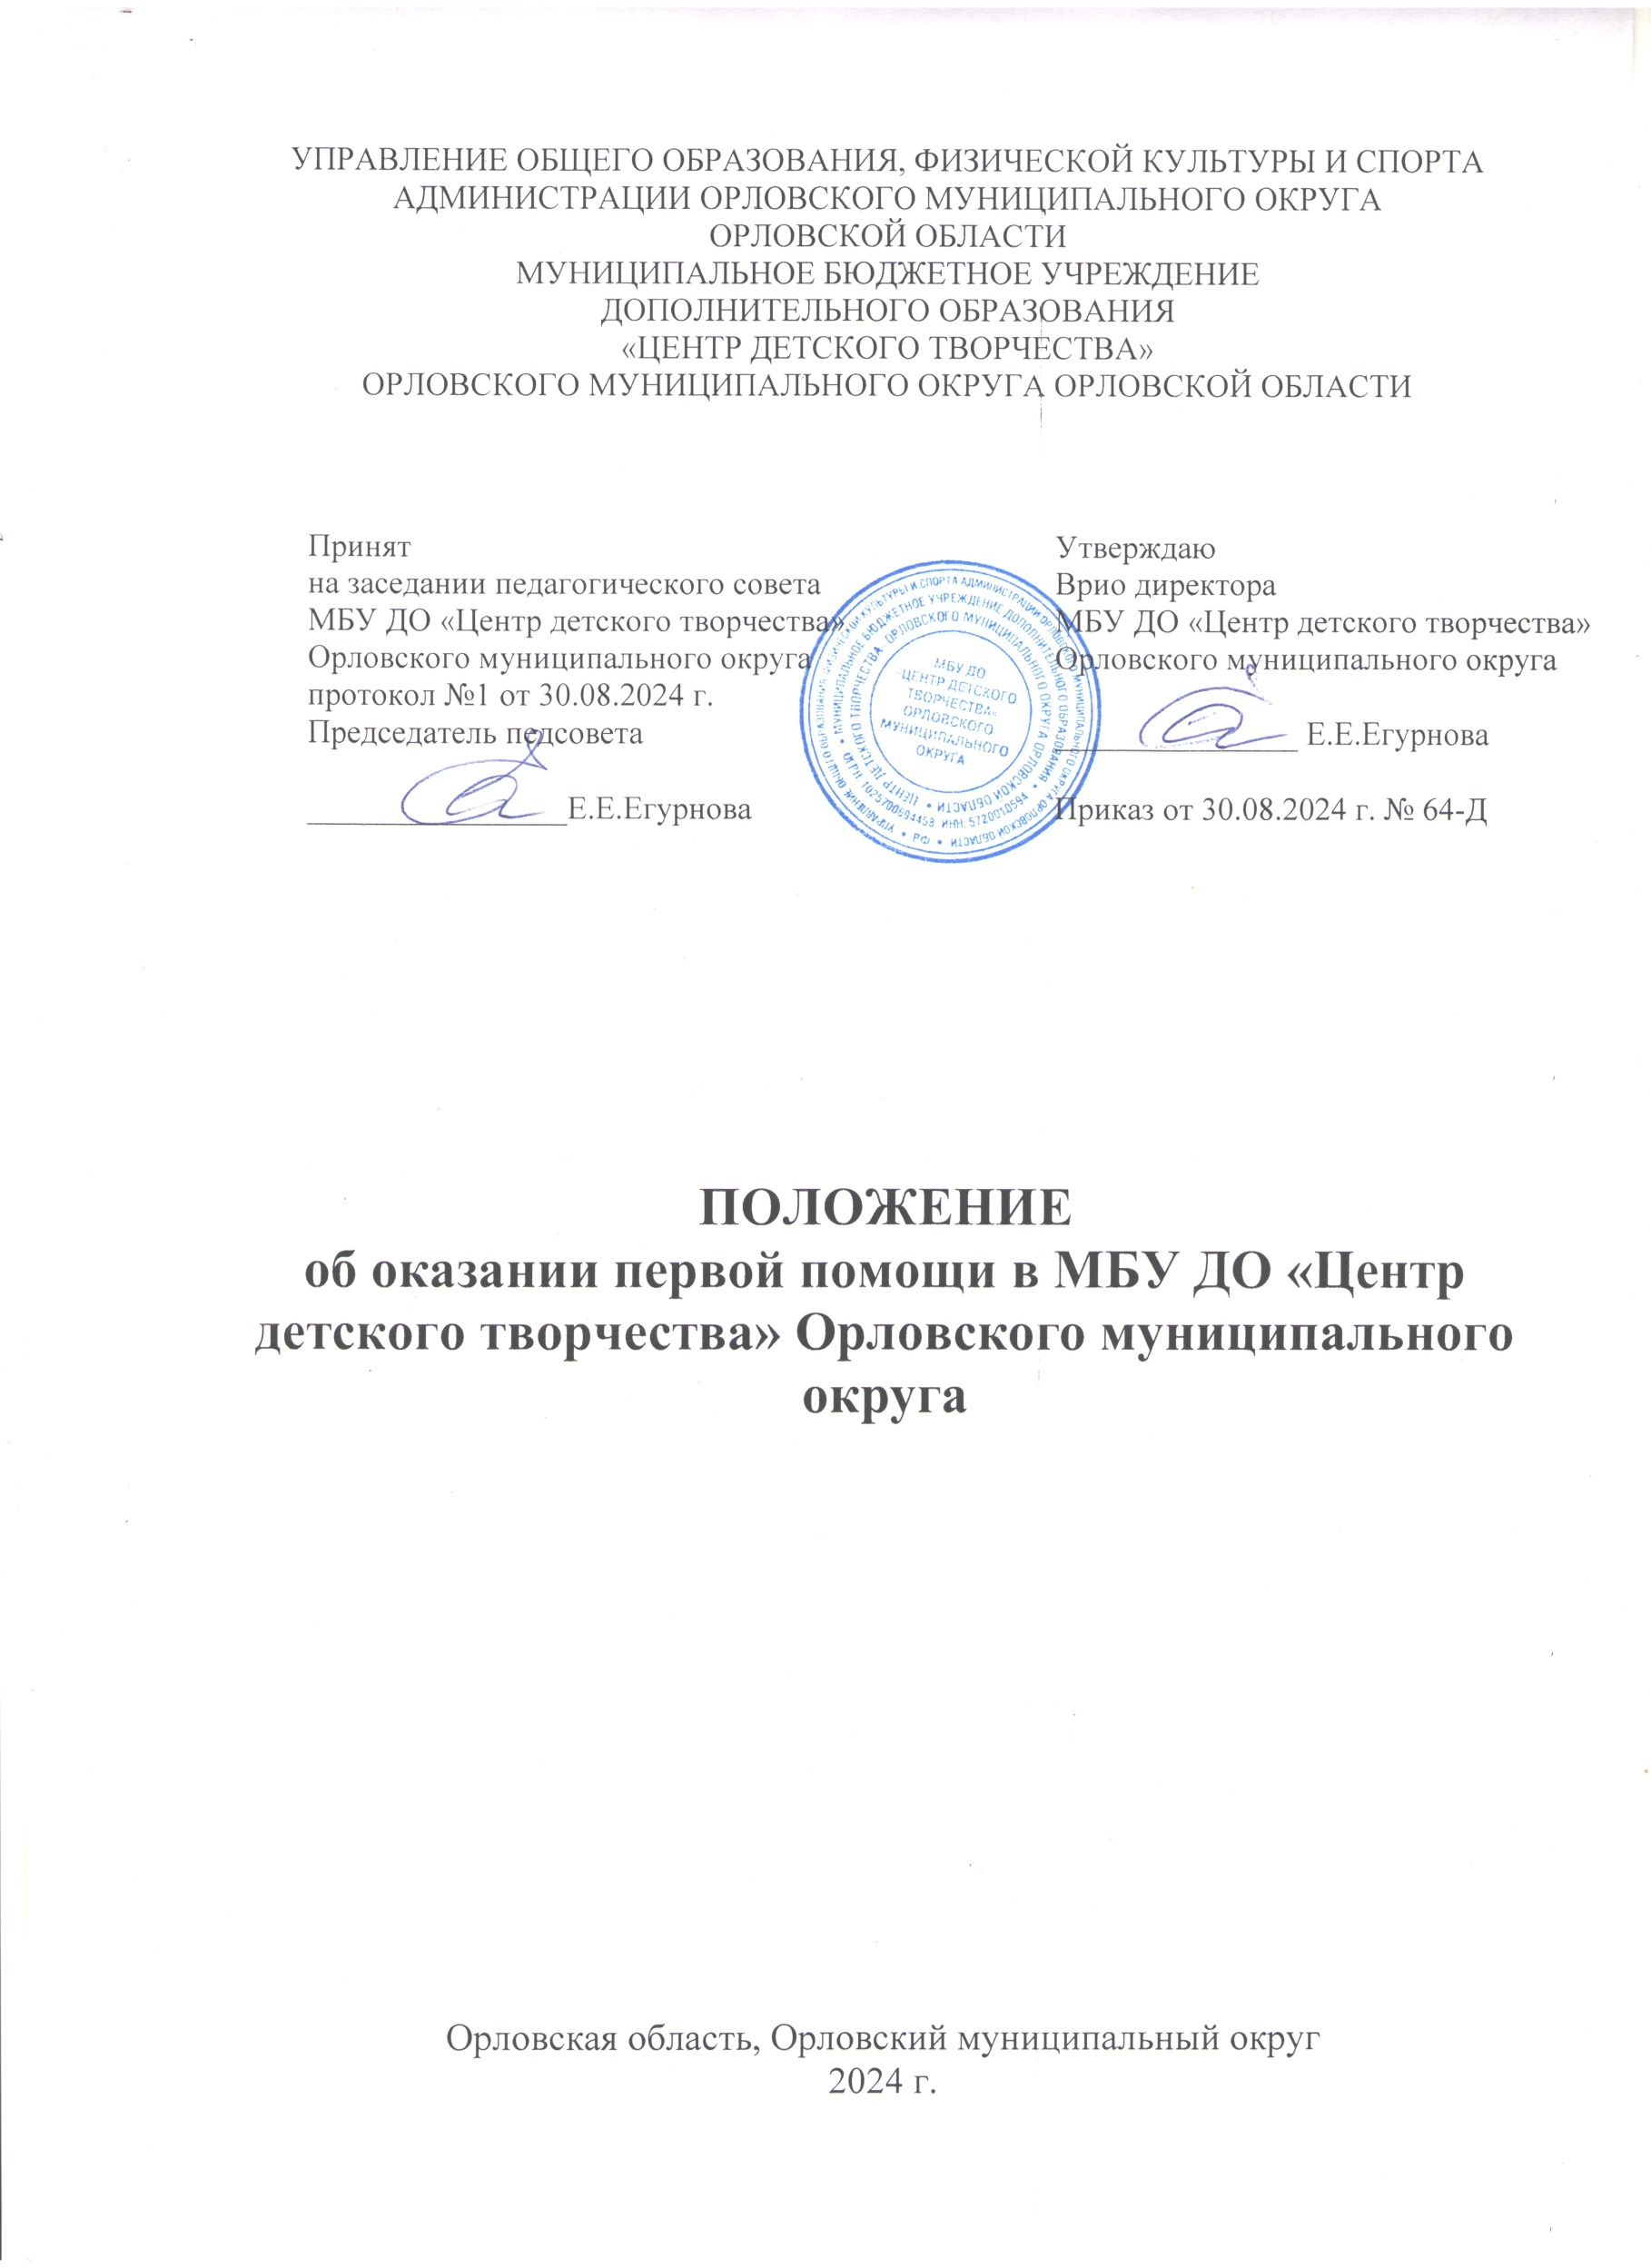 УПРАВЛЕНИЕ ОБЩЕГО ОБРАЗОВАНИЯ, ФИЗИЧЕСКОЙ КУЛЬТУРЫ И СПОРТА
АДМИНИСТРАЦИИ ОРЛОВСКОГО МУНИЦИПАЛЬНОГО ОКРУГА
ОРЛОВСКОЙ ОБЛАСТИ
МУНИЦИПАЛЬНОЕ БЮДЖЕТНОЕ УЧРЕЖДЕНИЕ
ДОПОЛНИТЕЛЬНОГО ОБРАЗОВАНИЯ
«ЦЕНТР ДЕТСКОГО ТВОРЧЕСТВА»
ОРЛОВСКОГО МУНИЦИПАЛЬНОГО ОКРУГА ОРЛОВСКОЙ ОБЛАСТИ
Принят
на заседании педагогического совета
МБУ ДО «Центр детского творчества»
Орловского муниципального округа
протокол №1 от 30.08.2024 г.
Председатель педсовета
Е.Е.Егурнова
Утверждаю
Врио директора
МБУ ДО «Центр детского творчества»
Орловского муниципального округа
Е.Е.Егурнова
Приказ от 30.08.2024 г. № 64-Д
МБУ ДО
ЦЕНТР ДЕТСКОГО
ТВОРЧЕСТВА»
ОРЛОВСКОГО
МУНИЦИПАЛЬНОГО
ОКРУГА
ПОЛОЖЕНИЕ
об оказании первой помощи в МБУ ДО «Центр
детского творчества» Орловского муниципального
округа
Орловская область, Орловский муниципальный округ
2024 г.